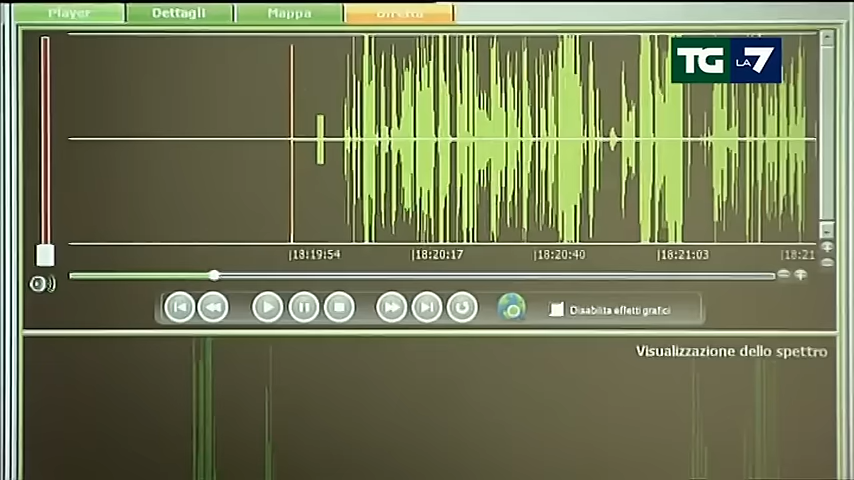 Player
Dettagli
Mappa
Diretta
TG LA7
|18:19:54
|18:20:17
|18:20:40
|18:21:03
|18:21
Disabilita effetti grafici
Visualizzazione dello spettro